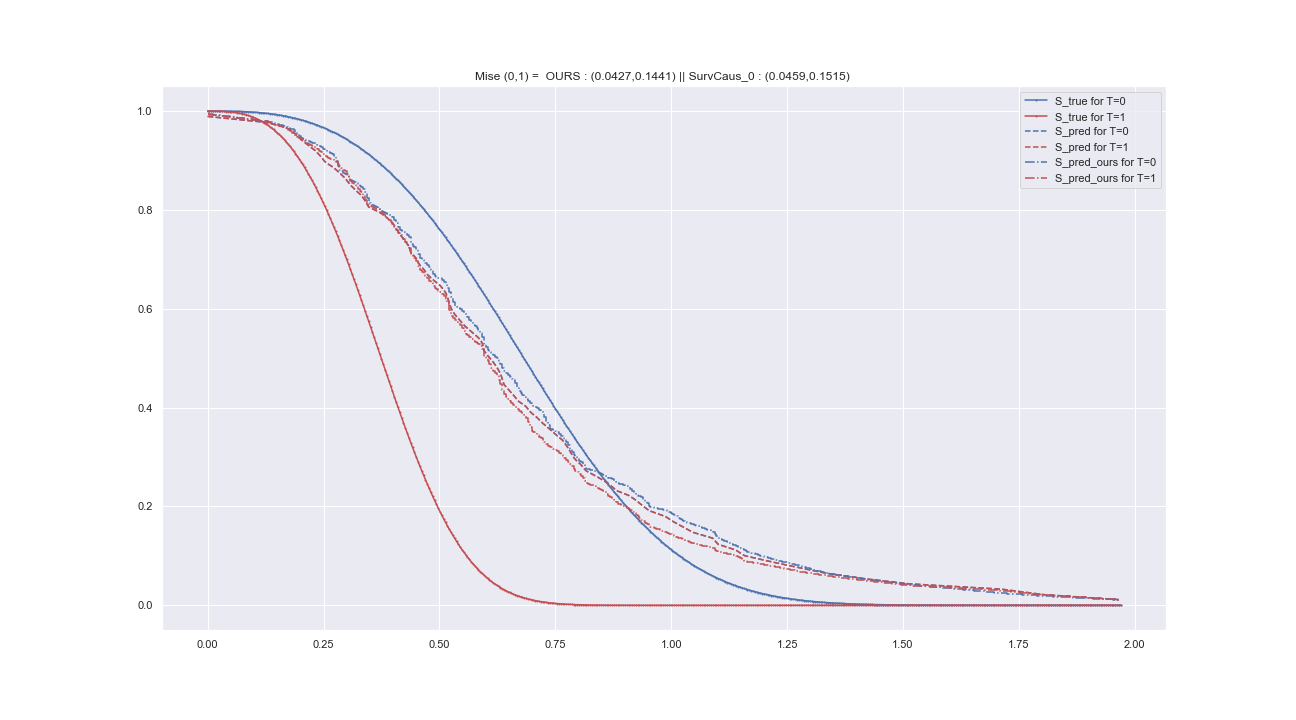 Mise (0,1) =  OURS : (0.0427,0.1441) || SurvCaus_0 : (0.0459,0.1515)
S_true for T=0
S_true for T=1
S_pred for T=0
S_pred for T=1
S_pred_ours for T=0
S_pred_ours for T=1
1.0
0.8
0.6
0.4
0.2
0.0
0.00 0.25 0.50 0.75 1.00 1.25 1.50 1.75 2.00